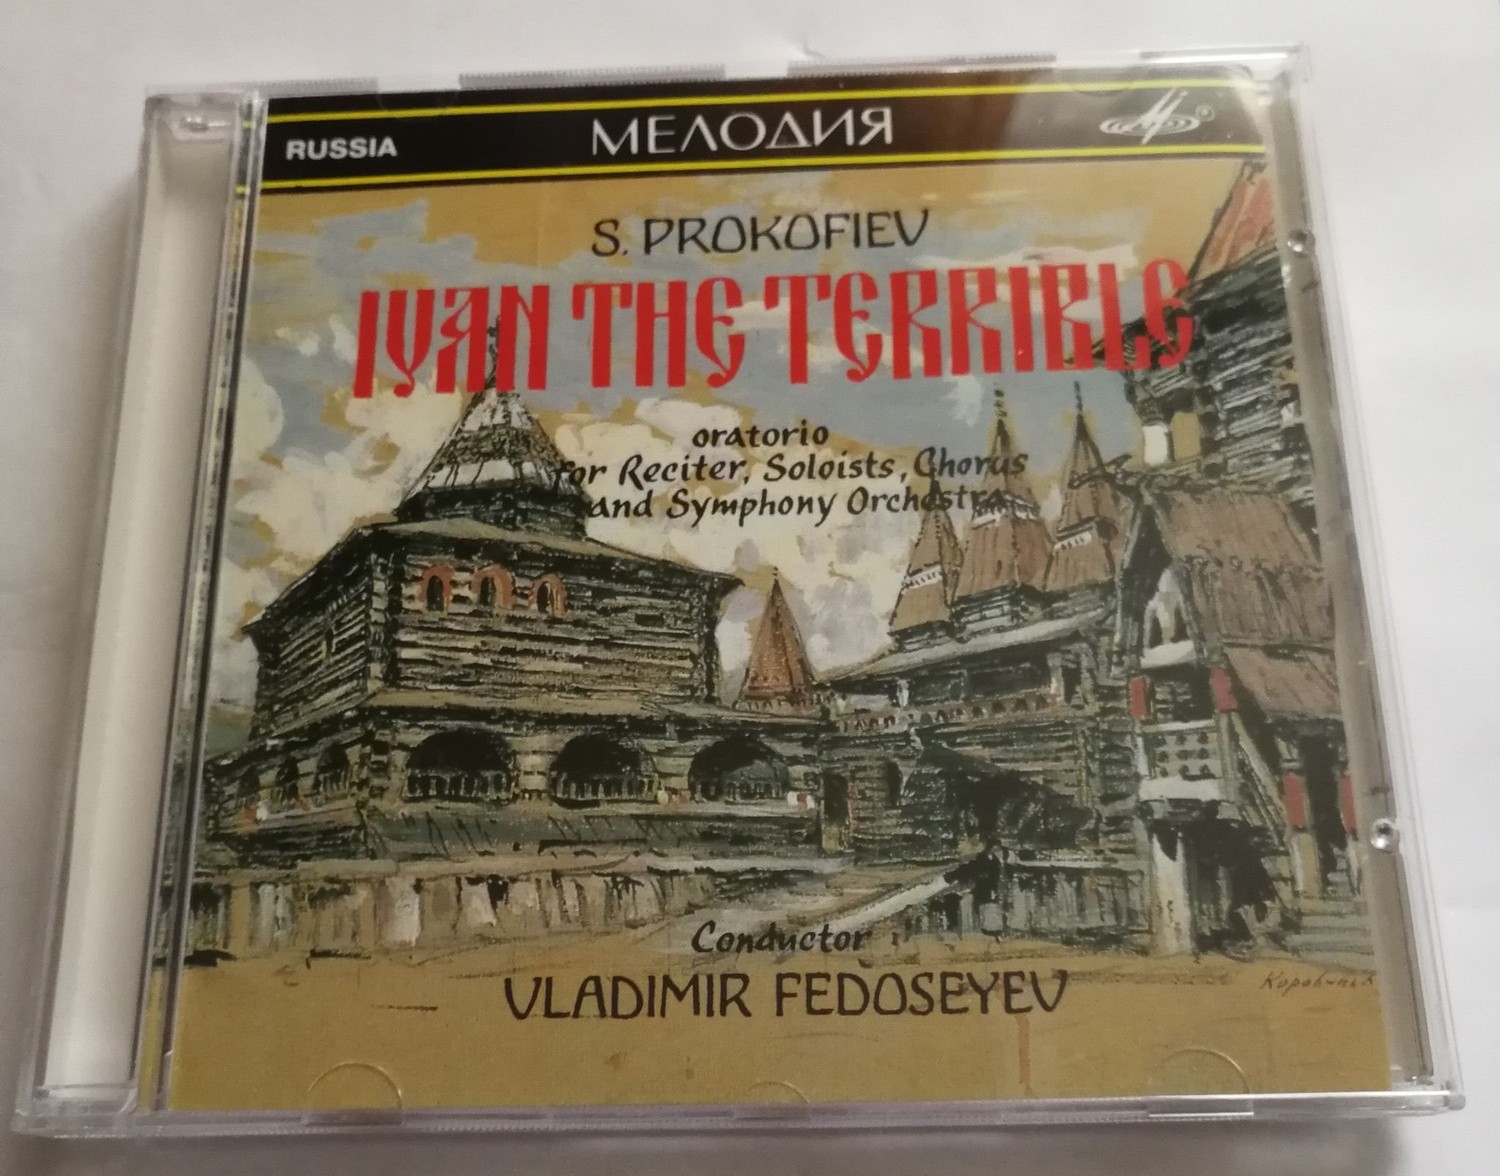 RUSSIA
МЕЛОДИЯ
S. PROKOFIEV
IVAN THE TERRIBLE
oratorio
for Reciter, Soloists, Chorus
and Symphony Orchestra
Conductor
VLADIMIR FEDOSEYEV